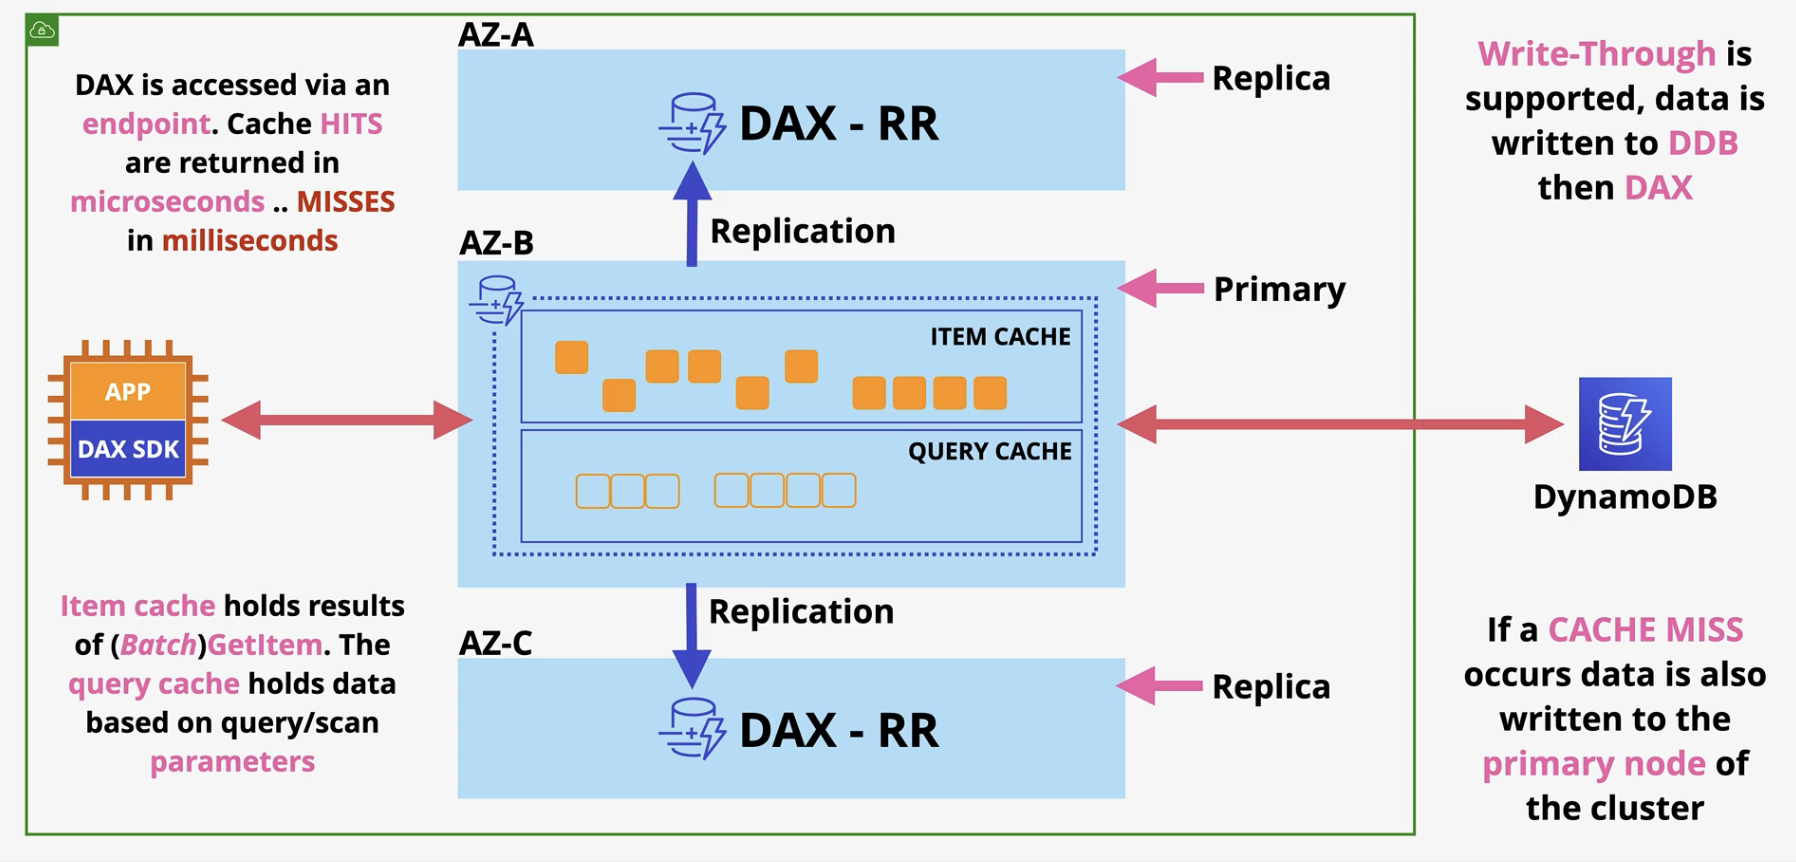 DAX is accessed via an
endpoint. Cache HITS
are returned in
microseconds .. MISSES
in milliseconds
AZ-A
DAX - RR
Replica
Write-Through is
supported, data is
written to DDB
then DAX
Replication
AZ-B
Primary
ITEM CACHE
QUERY CACHE
APP
DAX SDK
DynamoDB
Item cache holds results
of (Batch)GetItem. The
query cache holds data
based on query/scan
parameters
Replication
AZ-C
DAX - RR
Replica
If a CACHE MISS
occurs data is also
written to the
primary node of
the cluster